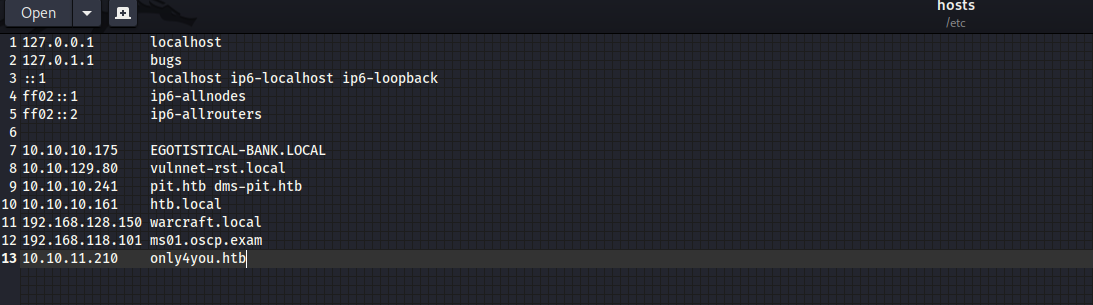 Open
hosts
/etc
1 127.0.0.1 localhost
2 127.0.1.1 bugs
3 ::1 localhost ip6-localhost ip6-loopback
4 ff02::1 ip6-allnodes
5 ff02::2 ip6-allrouters
6
7 10.10.10.175 EGOTISTICAL-BANK.LOCAL
8 10.10.129.80 vulnnet-rst.local
9 10.10.10.241 pit.htb dms-pit.htb
10 10.10.10.161 htb.local
11 192.168.128.150 warcraft.local
12 192.168.118.101 ms01.oscp.exam
13 10.10.11.210 only4you.htb